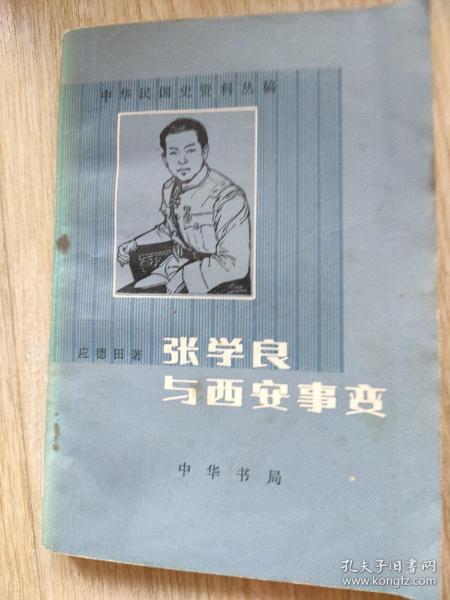 中华民国史资料丛稿
应德田著
张学良
与西安事变
中华书局
孔夫子旧书网
www.kongfz.com